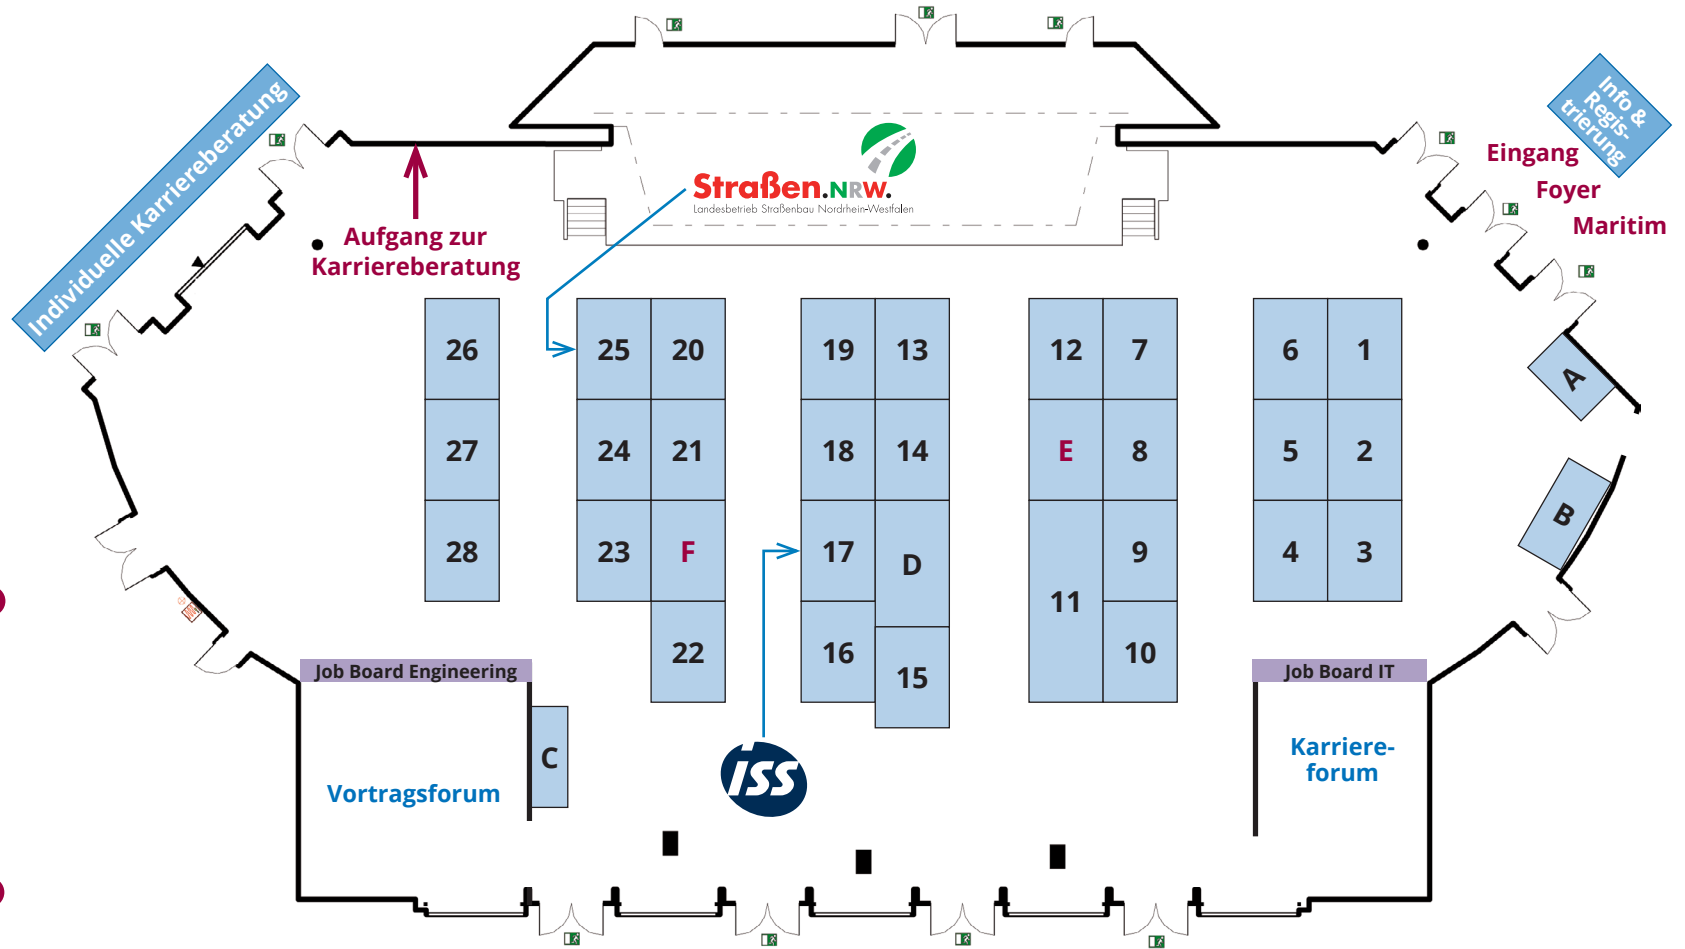 Individuelle Karriereberatung
Info &
Regis-
trierung
Eingang
Foyer
Maritim
Straßen.NRW.
Landesbetrieb Straßenbau Nordrhein-Westfalen
Aufgang zur
Karriereberatung
26
25
20
19
13
12
7
6
1
A
27
24
21
18
14
E
8
5
2
B
28
23
F
17
D
9
4
3
11
22
16
15
10
Job Board Engineering
Job Board IT
C
Vortragsforum
ISS
Karriere-
forum